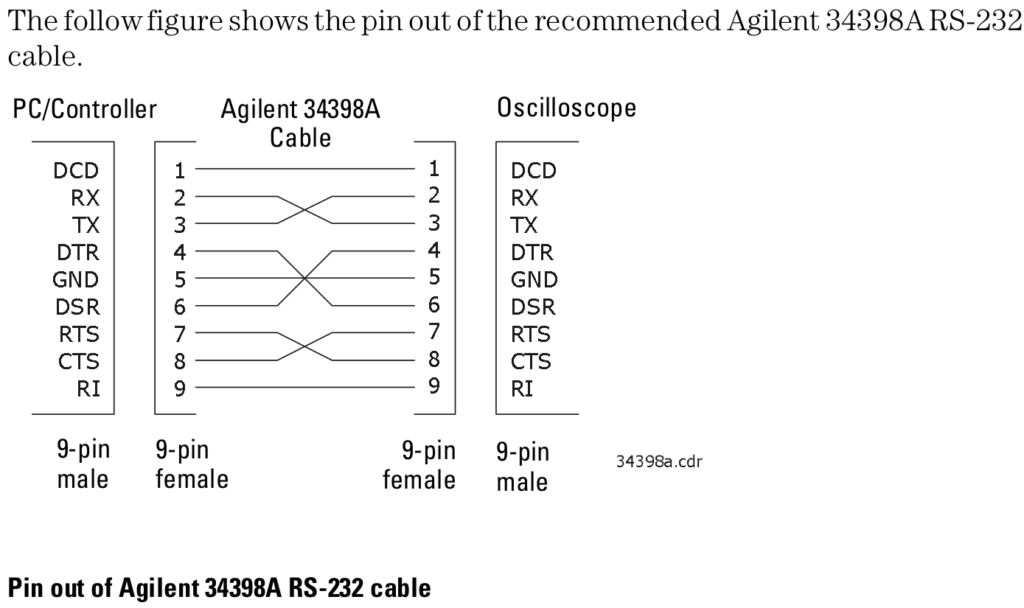 The follow figure shows the pin out of the recommended Agilent 34398A RS-232
cable.
PC/Controller Agilent 34398A Oscilloscope
Cable
DCD 1 1 DCD
RX 2 2 RX
TX 3 3 TX
DTR 4 4 DTR
GND 5 5 GND
DSR 6 6 DSR
RTS 7 7 RTS
CTS 8 8 CTS
RI 9 9 RI
9-pin 9-pin 9-pin 9-pin
male female female male
34398a.cdr
Pin out of Agilent 34398A RS-232 cable